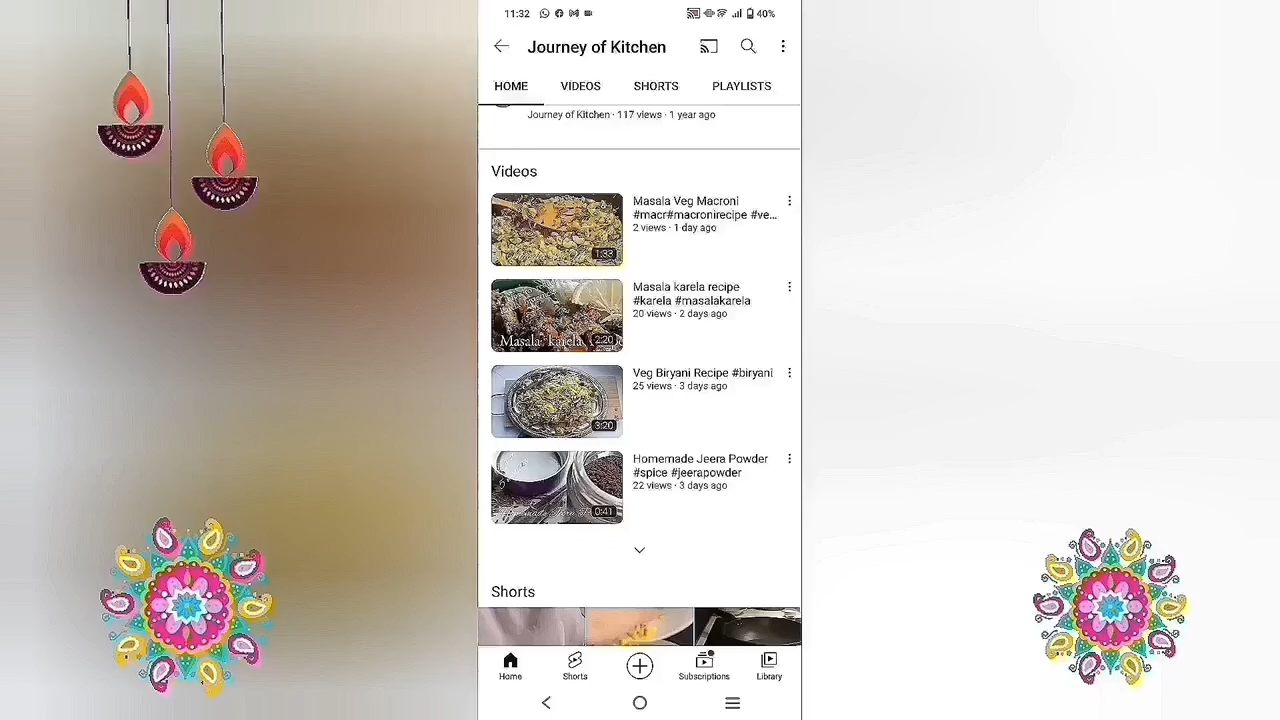 11:32
40%
Journey of Kitchen
HOME VIDEOS SHORTS PLAYLISTS
Journey of Kitchen · 117 views · 1 year ago
Videos
Masala Veg Macroni
#macr#macronirecipe #ve...
2 views · 1 day ago
1:33
Masala karela recipe
#karela #masalakarela
20 views · 2 days ago
Masala karela
2:20
Veg Biryani Recipe #biryani
25 views · 3 days ago
3:20
Homemade Jeera Powder
#spice #jeerapowder
22 views · 3 days ago
0:41
Shorts
Home Shorts Subscriptions Library